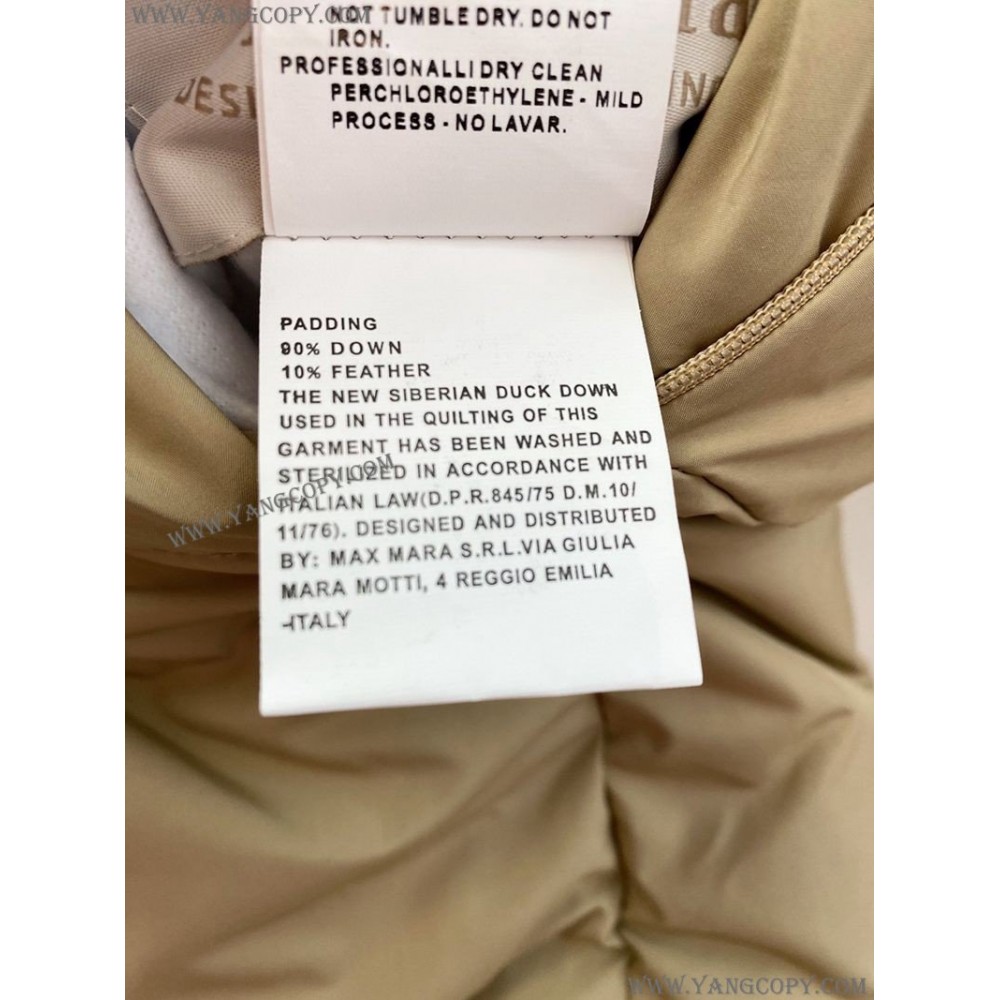 WWW.YANGCOPY.COM
NOT TUMBLE DRY. DO NOT
IRON.
PROFESSIONALLI DRY CLEAN
PERCHLOROETHYLENE - MILD
PROCESS - NO LAVAR.
PADDING
90% DOWN
10% FEATHER
THE NEW SIBERIAN DUCK DOWN
USED IN THE QUILTING OF THIS
GARMENT HAS BEEN WASHED AND
STERILIZED IN ACCORDANCE WITH
ITALIAN LAW(D.P.R.845/75 D.M.10/
11/76). DESIGNED AND DISTRIBUTED
BY: MAX MARA S.R.L.VIA GIULIA
MARA MOTTI, 4 REGGIO EMILIA
-ITALY
WWW.YANGCOPY.COM
WWW.YANGCOPY.COM